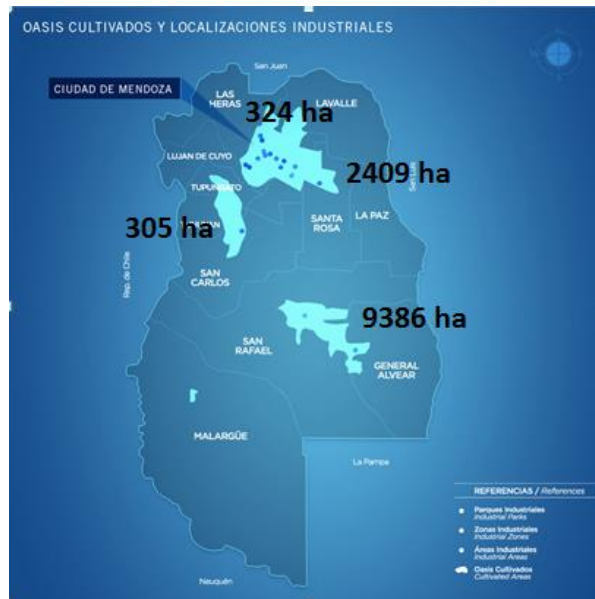 OASIS CULTIVADOS Y LOCALIZACIONES INDUSTRIALES
San Juan
CIUDAD DE MENDOZA
LAS
HERAS
324 ha
LAVALLE
LUJAN DE CUYO
2409 ha
San Luis
TUPUNGATO
305 ha
SANTA
ROSA
LA PAZ
Rep. de Chile
SAN
CARLOS
9386 ha
SAN
RAFAEL
GENERAL
ALVEAR
MALARGÜE
La Pampa
Neuquén
REFERENCIAS / References
Parques Industriales
Industrial Parks
Zonas Industriales
Industrial Zones
Áreas Industriales
Industrial Areas
Oasis Cultivados
Cultivated Areas